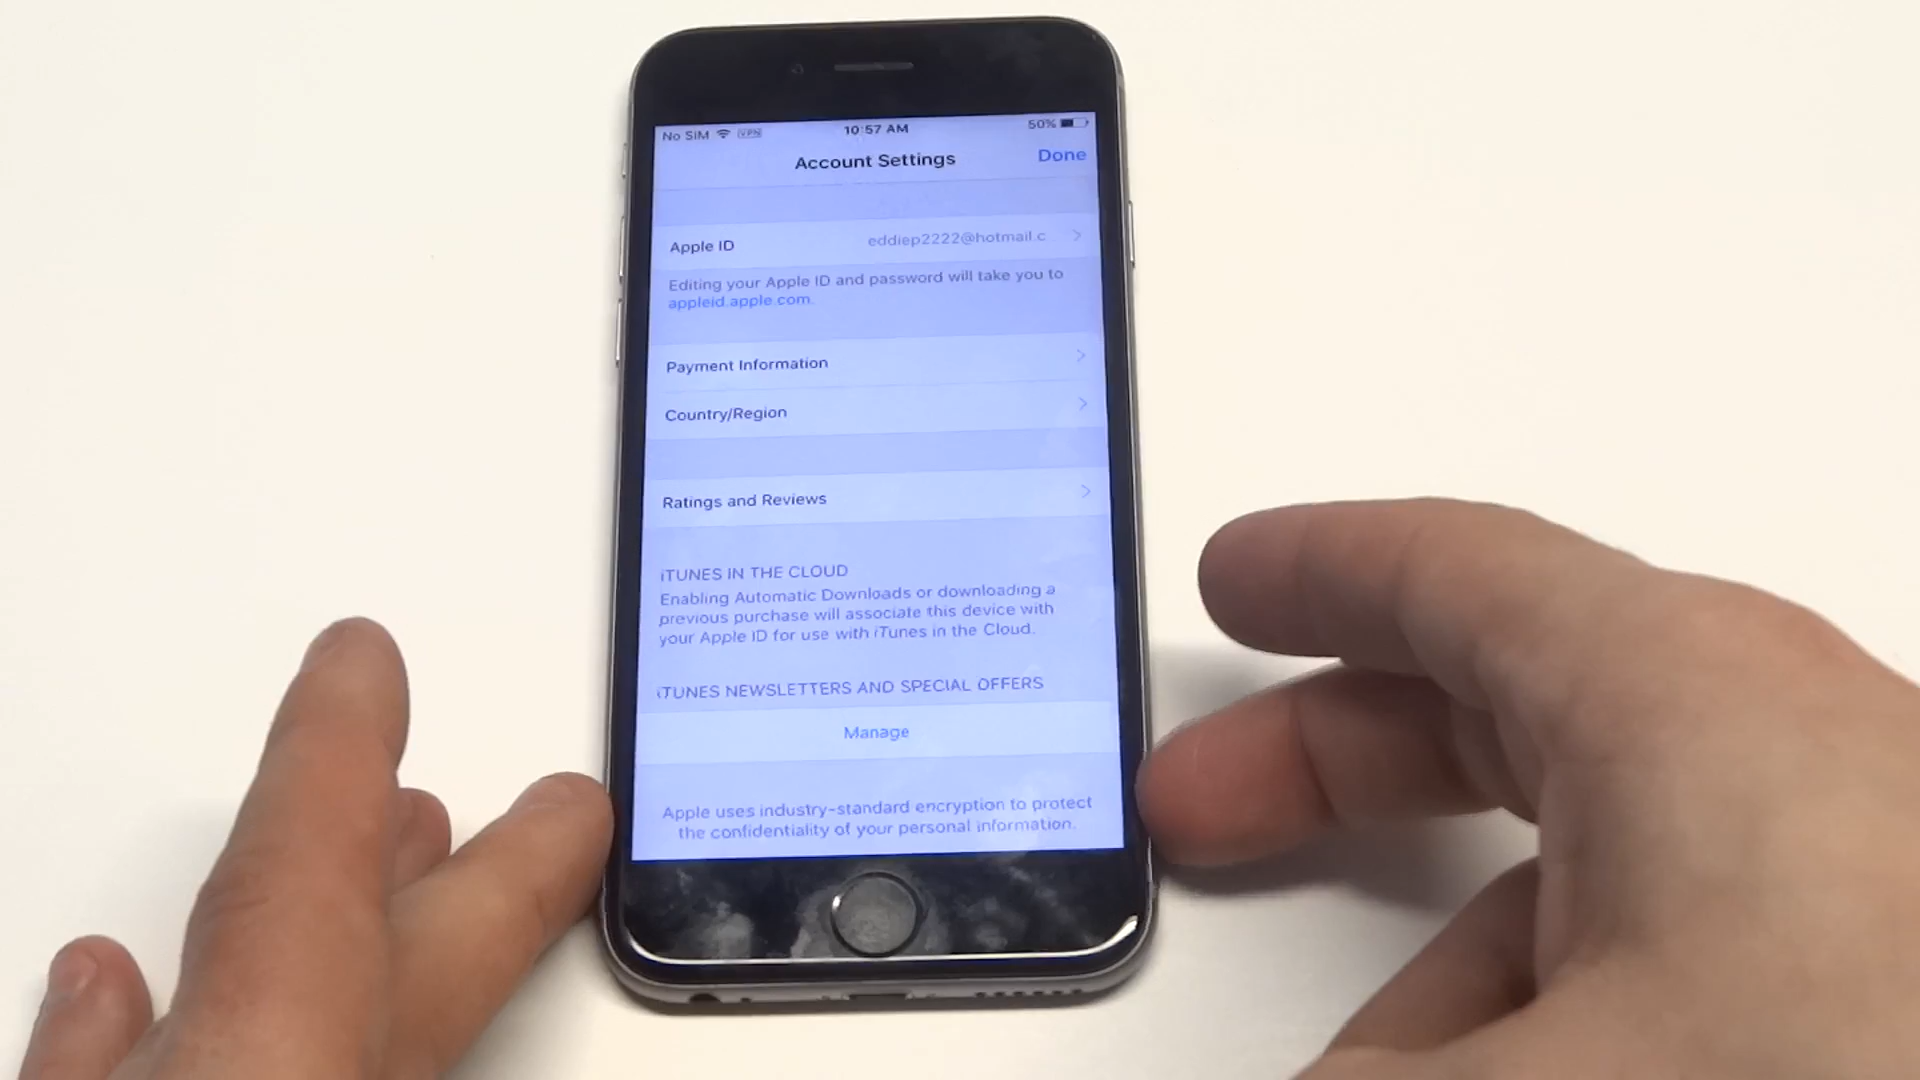 No SIM VPN 10:57 AM 50%
Account Settings Done
Apple ID eddiep2222@hotmail.c...
Editing your Apple ID and password will take you to
appleid.apple.com.
Payment Information
Country/Region
Ratings and Reviews
iTUNES IN THE CLOUD
Enabling Automatic Downloads or downloading a
previous purchase will associate this device with
your Apple ID for use with iTunes in the Cloud.
iTUNES NEWSLETTERS AND SPECIAL OFFERS
Manage
Apple uses industry-standard encryption to protect
the confidentiality of your personal information.